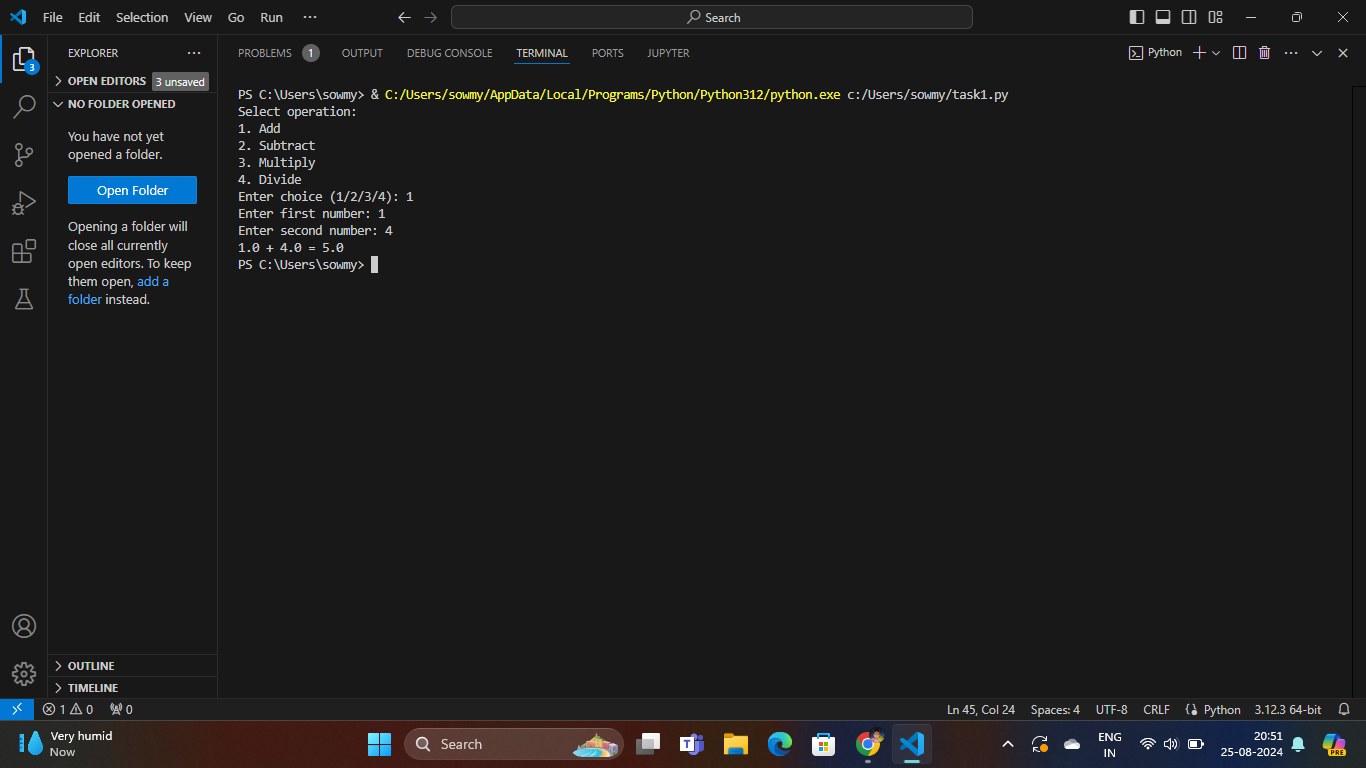 File Edit Selection View Go Run ···
Search
EXPLORER ···
3
OPEN EDITORS 3 unsaved
NO FOLDER OPENED
You have not yet
opened a folder.
Open Folder
Opening a folder will
close all currently
open editors. To keep
them open, add a
folder instead.
OUTLINE
TIMELINE
PROBLEMS 1 OUTPUT DEBUG CONSOLE TERMINAL PORTS JUPYTER
Python
PS C:\Users\sowmy> & C:/Users/sowmy/AppData/Local/Programs/Python/Python312/python.exe c:/Users/sowmy/task1.py
Select operation:
1. Add
2. Subtract
3. Multiply
4. Divide
Enter choice (1/2/3/4): 1
Enter first number: 1
Enter second number: 4
1.0 + 4.0 = 5.0
PS C:\Users\sowmy>
1 0 0
Ln 45, Col 24 Spaces: 4 UTF-8 CRLF Python 3.12.3 64-bit
Very humid
Now
Search
ENG
IN
20:51
25-08-2024
PRE